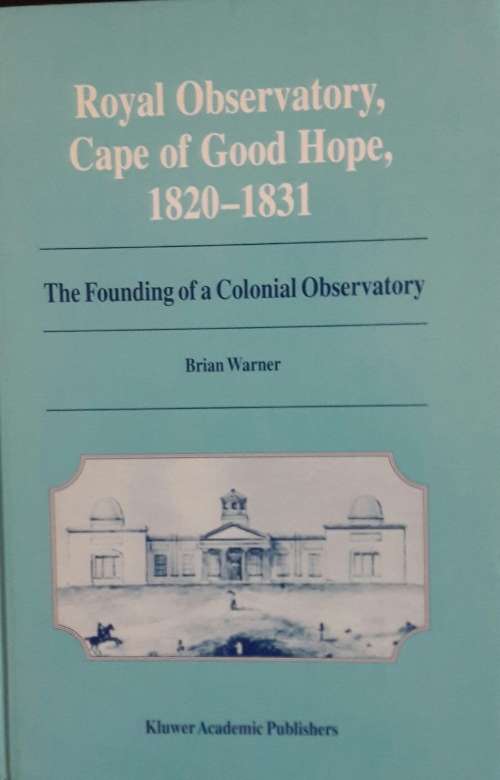 Royal Observatory,
Cape of Good Hope,
1820–1831
The Founding of a Colonial Observatory
Brian Warner
Kluwer Academic Publishers